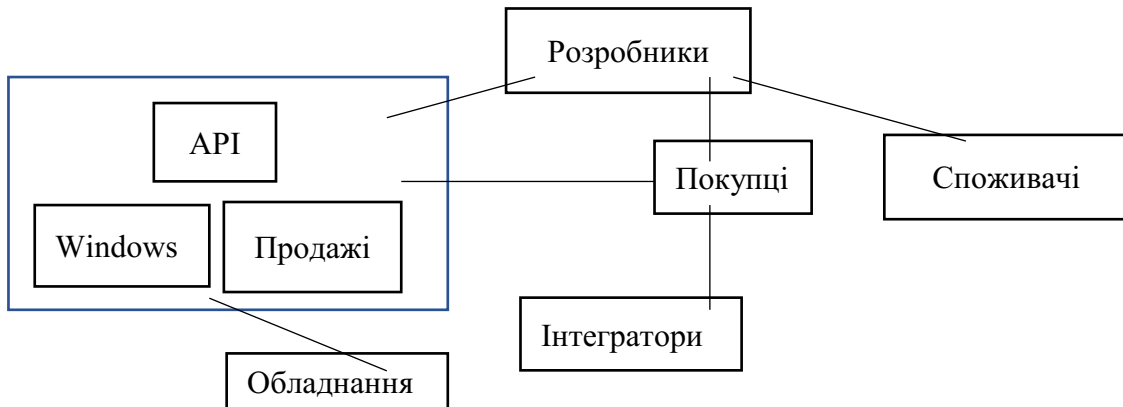 Розробники
API
Покупці
Споживачі
Windows
Продажі
Інтегратори
Обладнання